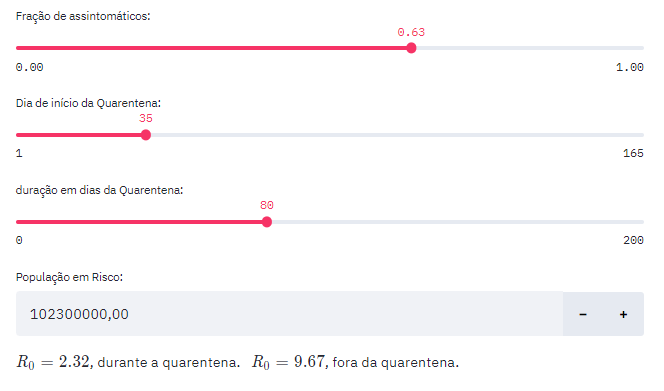 Fração de assintomáticos:
0.63
0.00 1.00
Dia de início da Quarentena:
35
1 165
duração em dias da Quarentena:
80
0 200
População em Risco:
102300000,00 - +
R₀ = 2.32, durante a quarentena. R₀ = 9.67, fora da quarentena.